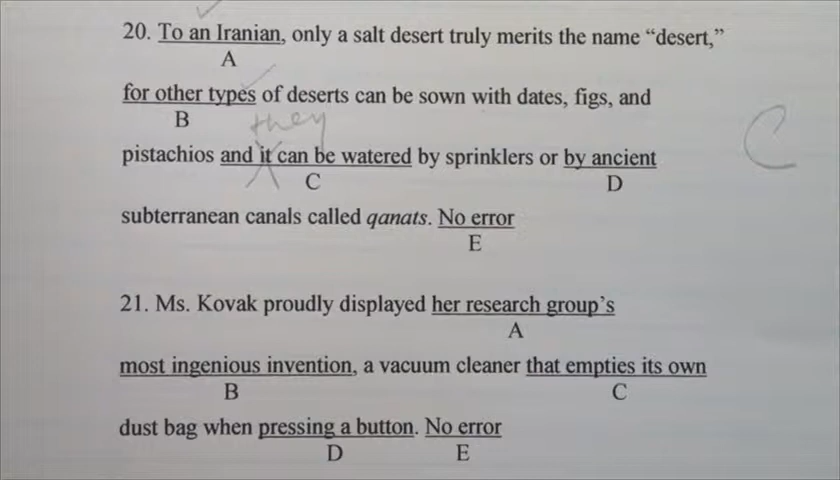 20. To an Iranian, only a salt desert truly merits the name “desert,”
A
for other types of deserts can be sown with dates, figs, and
B
they
pistachios and it can be watered by sprinklers or by ancient
C
C D
subterranean canals called qanats. No error
E
21. Ms. Kovak proudly displayed her research group’s
A
most ingenious invention, a vacuum cleaner that empties its own
B C
dust bag when pressing a button. No error
D E